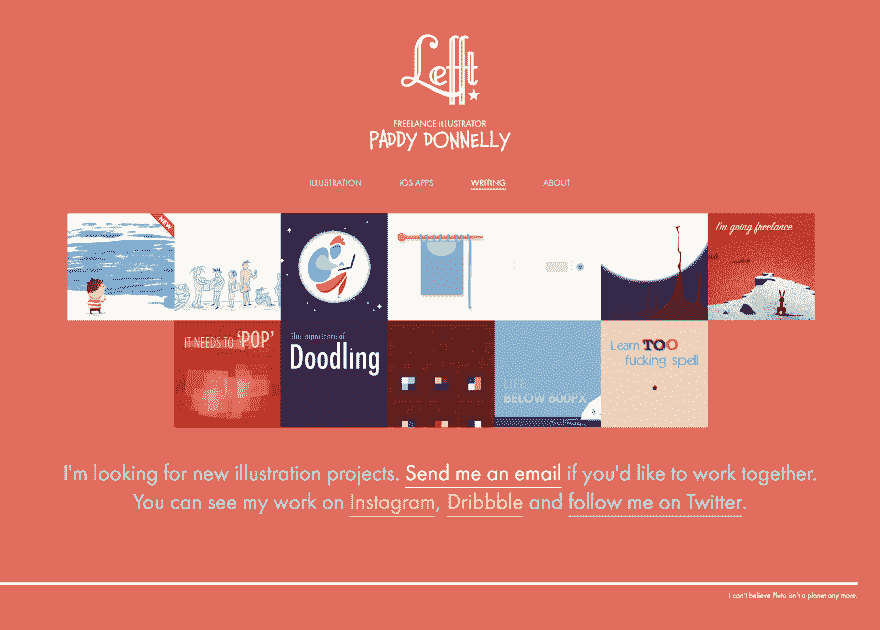 Lefft
FREELANCE ILLUSTRATOR
PADDY DONNELLY
ILLUSTRATION iOS APPS WRITING ABOUT
NEW
I'm going freelance
IT NEEDS TO 'POP'
The importance of
Doodling
LIFE
BELOW 600PX
Learn TOO
fucking spell
I'm looking for new illustration projects. Send me an email if you'd like to work together.
You can see my work on Instagram, Dribbble and follow me on Twitter.
I can't believe Pluto isn't a planet any more.